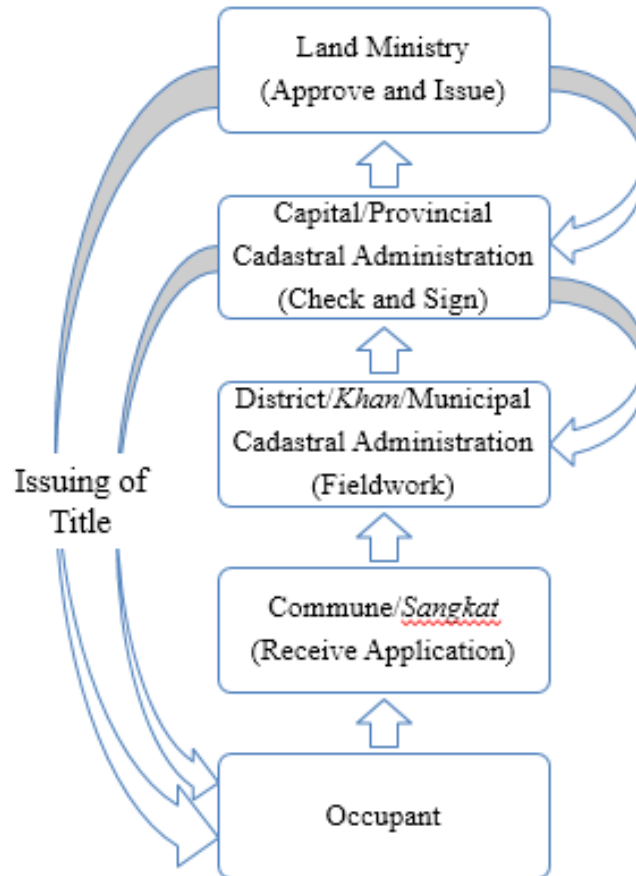 Land Ministry
(Approve and Issue)
Capital/Provincial
Cadastral Administration
(Check and Sign)
District/Khan/Municipal
Cadastral Administration
(Fieldwork)
Issuing of
Title
Commune/Sangkat
(Receive Application)
Occupant